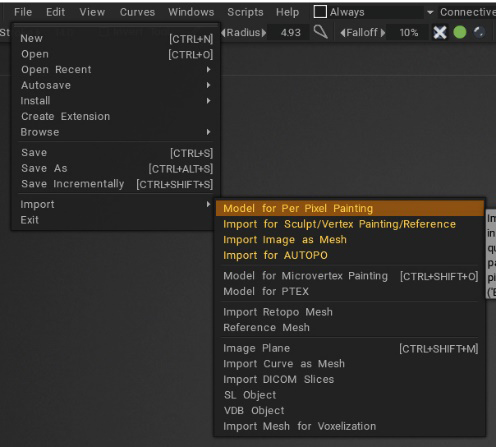 File Edit View Curves Windows Scripts Help Always Connective
St
Radius 4.93 Falloff 10%
New [CTRL+N]
Open [CTRL+O]
Open Recent
Autosave
Install
Create Extension
Browse
Save [CTRL+S]
Save As [CTRL+ALT+S]
Save Incrementally [CTRL+SHIFT+S]
Import
Exit
Model for Per Pixel Painting
Import for Sculpt/Vertex Painting/Reference
Import Image as Mesh
Import for AUTOPO
Model for Microvertex Painting [CTRL+SHIFT+O]
Model for PTEX
Import Retopo Mesh
Reference Mesh
Image Plane [CTRL+SHIFT+M]
Import Curve as Mesh
Import DICOM Slices
SL Object
VDB Object
Import Mesh for Voxelization
in
qu
pa
pi
('E